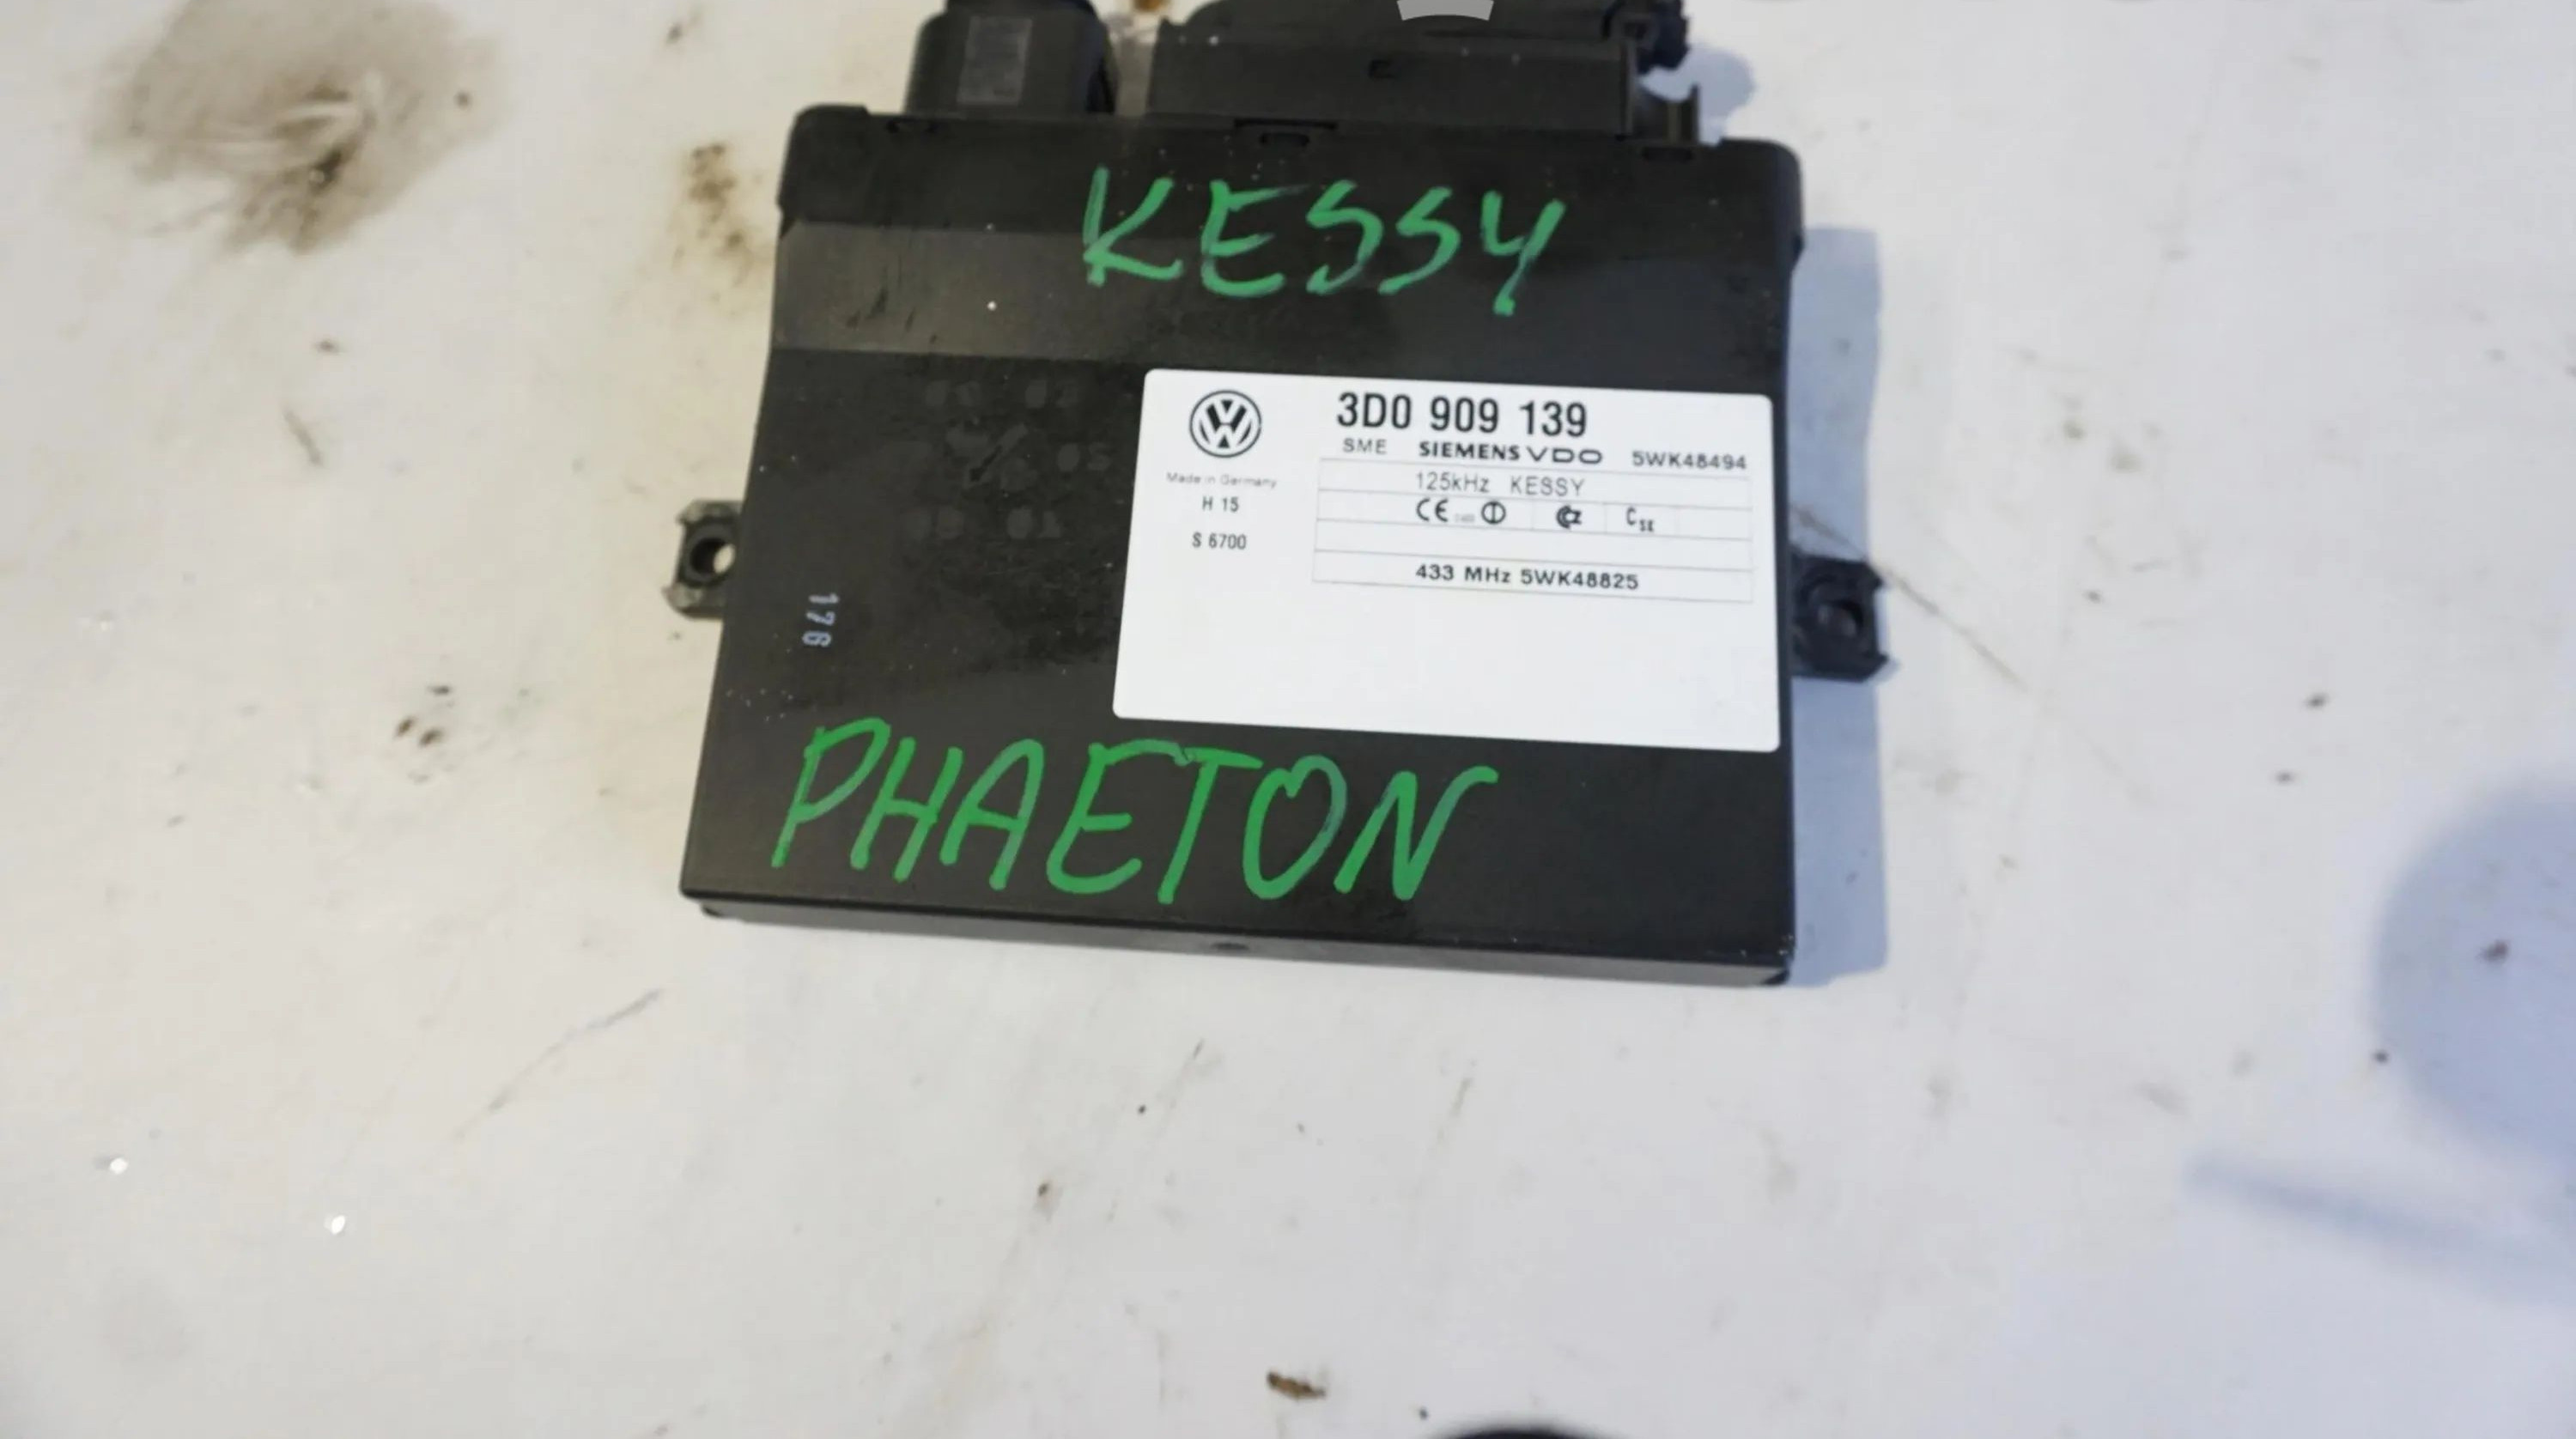 KESSY
3D0 909 139
SME SIEMENS VDO 5WK48494
Made in Germany
125kHz KESSY
H 15
CE
S 6700
433 MHz 5WK48825
176
PHAETON